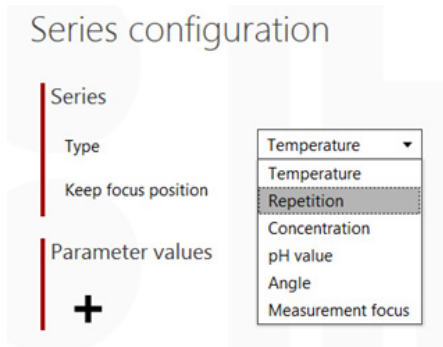 Series configuration
Series
Type
Temperature
Keep focus position
Temperature
Repetition
Concentration
pH value
Angle
Measurement focus
Parameter values